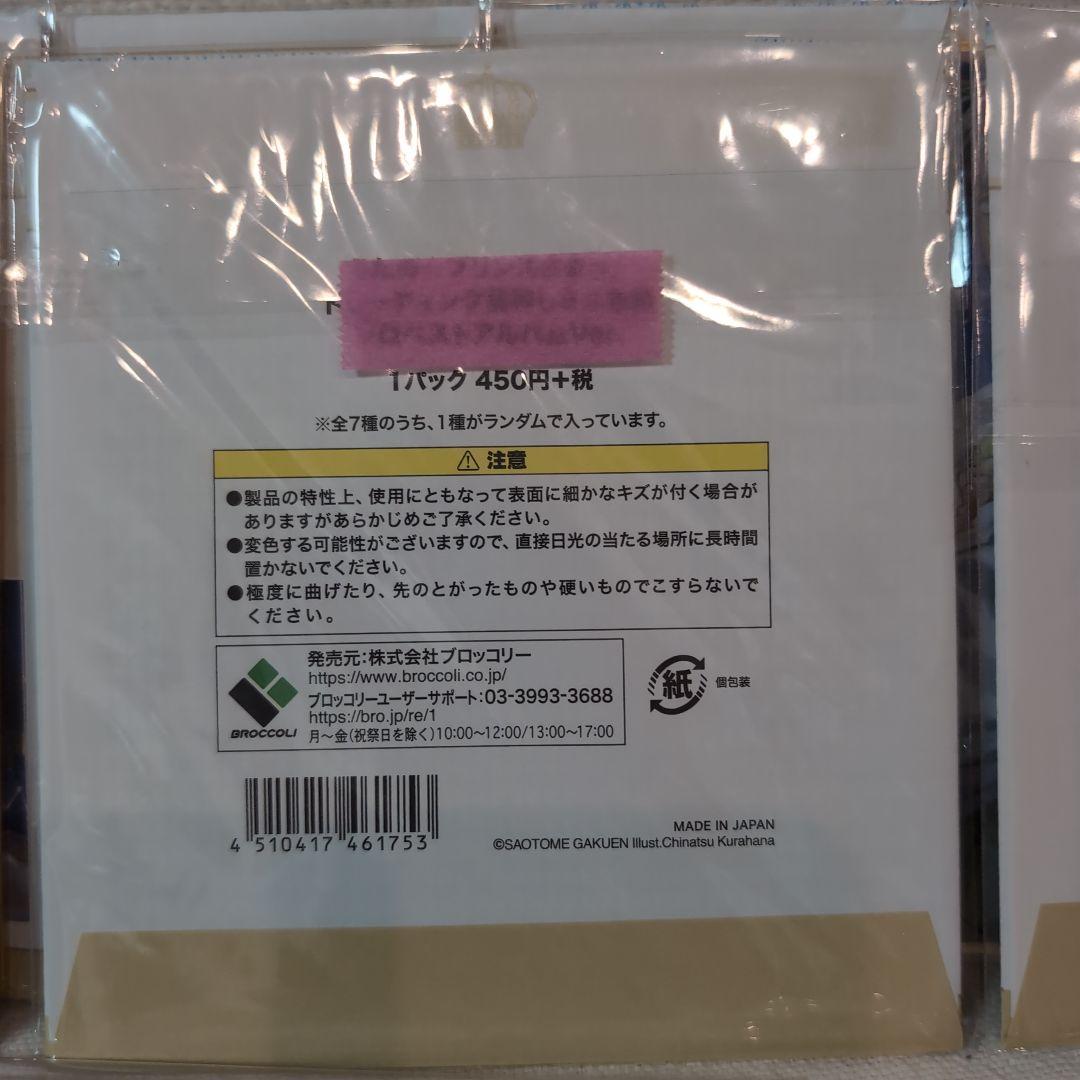 1パック 450円+税
※全7種のうち、1種がランダムで入っています。
⚠ 注意
●製品の特性上、使用にともなって表面に細かなキズが付く場合が
ありますがあらかじめご了承ください。
●変色する可能性がございますので、直接日光の当たる場所に長時間
置かないでください。
●極度に曲げたり、先のとがったものや硬いものでこすらないで
ください。
発売元:株式会社ブロッコリー
https://www.broccoli.co.jp/
ブロッコリーユーザーサポート:03-3993-3688
https://bro.jp/re/1
月~金(祝祭日を除く)10:00~12:00/13:00~17:00
BROCCOLI
紙 個包装
4 510417 461753
MADE IN JAPAN
©SAOTOME GAKUEN Illust.Chinatsu Kurahana